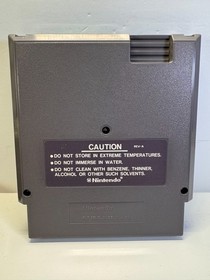 CAUTION
REV-A
● DO NOT STORE IN EXTREME TEMPERATURES.
● DO NOT IMMERSE IN WATER.
● DO NOT CLEAN WITH BENZENE, THINNER,
ALCOHOL OR OTHER SUCH SOLVENTS.
Nintendo